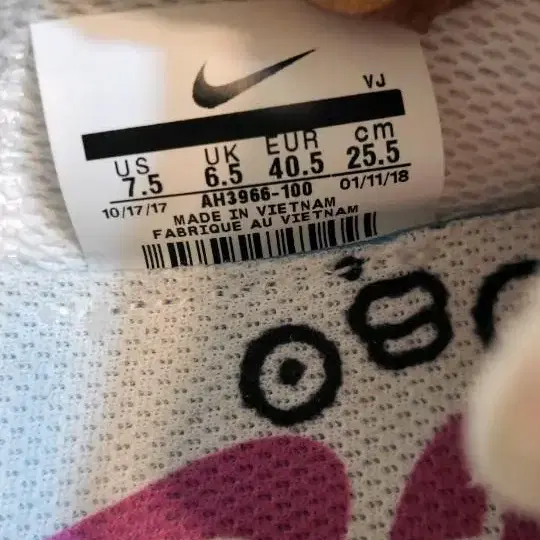 VJ
US UK EUR cm
7.5 6.5 40.5 25.5
10/17/17 AH3966-100 01/11/18
MADE IN VIETNAM
FABRIQUE AU VIETNAM